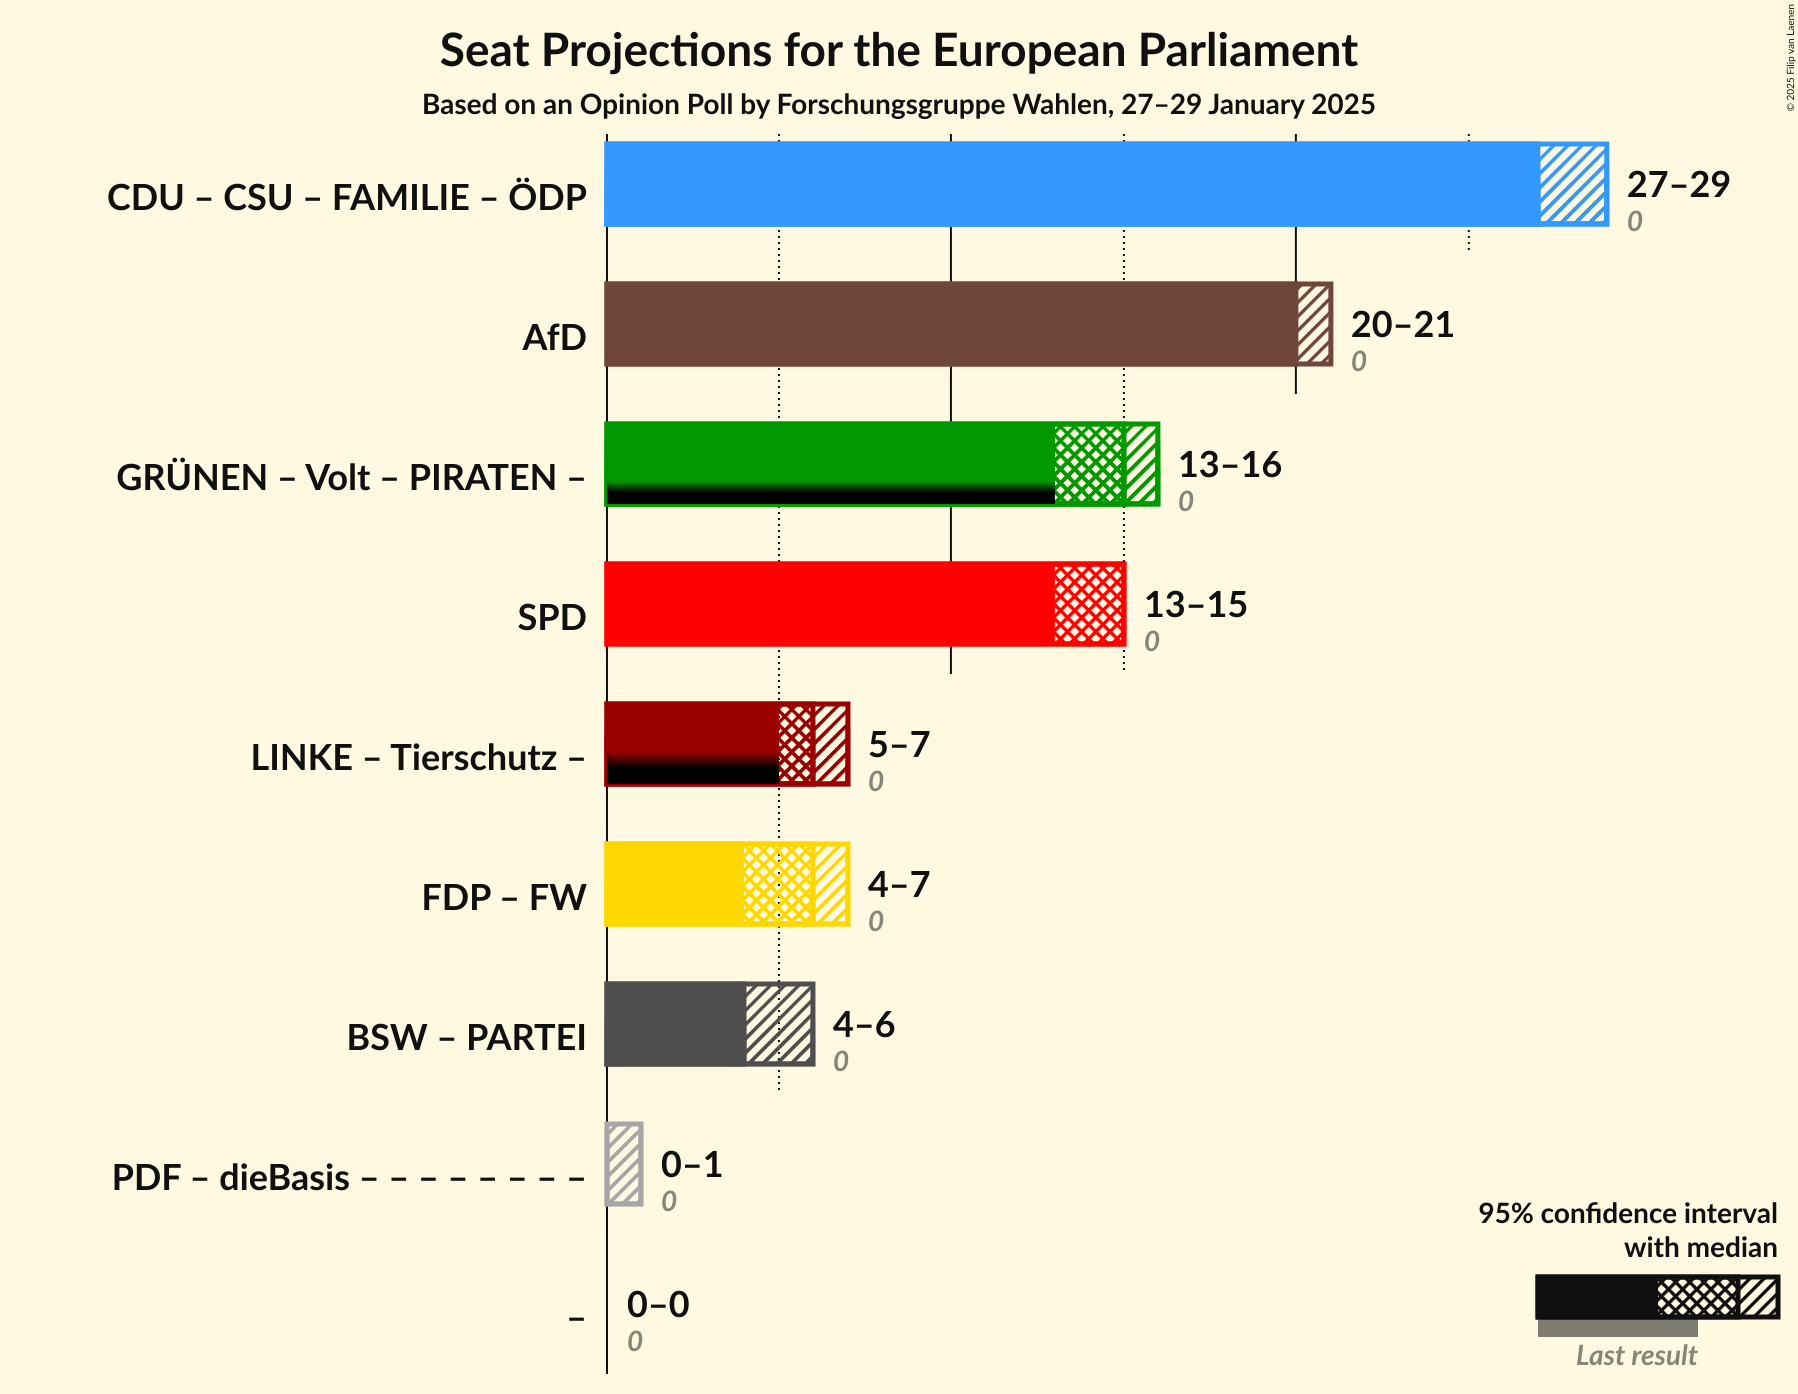 Seat Projections for the European Parliament
Based on an Opinion Poll by Forschungsgruppe Wahlen, 27–29 January 2025
© 2025 Filip van Laenen
CDU – CSU – FAMILIE – ÖDP
27–29
0
AfD
20–21
0
GRÜNEN – Volt – PIRATEN –
13–16
0
SPD
13–15
0
LINKE – Tierschutz –
5–7
0
FDP – FW
4–7
0
BSW – PARTEI
4–6
0
PDF – dieBasis – – – – – – – –
0–1
0
–
0–0
0
95% confidence interval
with median
Last result